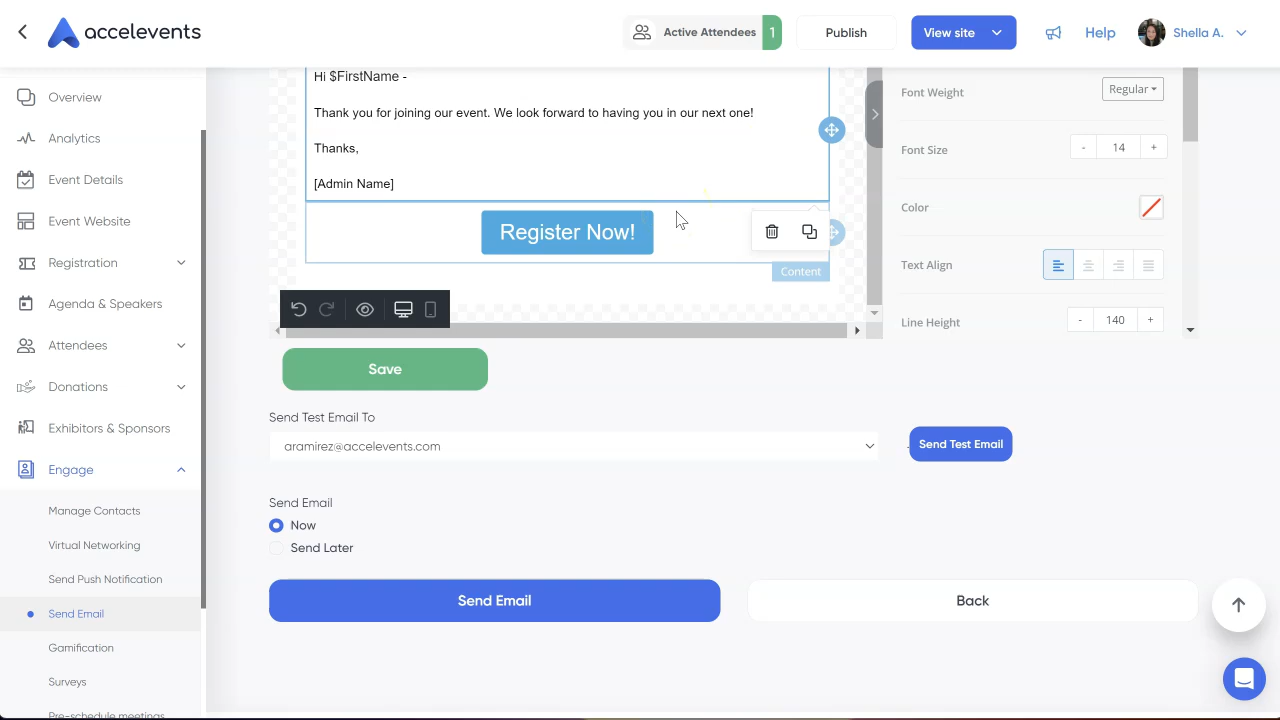 accelevents
Active Attendees 1
Publish
View site
Help
Shella A.
Overview
Analytics
Event Details
Event Website
Registration
Agenda & Speakers
Attendees
Donations
Exhibitors & Sponsors
Engage
Manage Contacts
Virtual Networking
Send Push Notification
Send Email
Gamification
Surveys
Pre-schedule meetings
Hi $FirstName -
Thank you for joining our event. We look forward to having you in our next one!
Thanks,
[Admin Name]
Register Now!
Content
Font Weight
Regular
Font Size
- 14 +
Color
Text Align
Line Height
- 140 +
Save
Send Test Email To
aramirez@accelevents.com
Send Test Email
Send Email
Now
Send Later
Send Email
Back